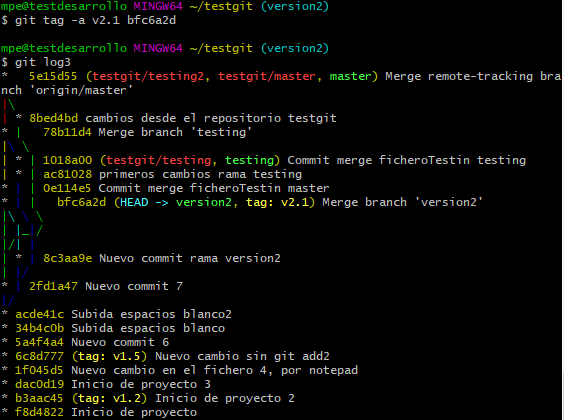 mpe@testdesarrollo MINGW64 ~/testgit (version2)
$ git tag -a v2.1 bfc6a2d
mpe@testdesarrollo MINGW64 ~/testgit (version2)
$ git log3
*   5e15d55 (testgit/testing2, testgit/master, master) Merge remote-tracking bra
nch 'origin/master'
|\
| * 8bed4bd cambios desde el repositorio testgit
* |   78b11d4 Merge branch 'testing'
|\ \
| * | 1018a00 (testgit/testing, testing) Commit merge ficheroTestin testing
| * | ac81028 primeros cambios rama testing
* | | 0e114e5 Commit merge ficheroTestin master
* | |   bfc6a2d (HEAD -> version2, tag: v2.1) Merge branch 'version2'
|\ \ \
| |_|/
|/| |
| * | 8c3aa9e Nuevo commit rama version2
| |/
* | 2fd1a47 Nuevo commit 7
|/
* acde41c Subida espacios blanco2
* 34b4c0b Subida espacios blanco
* 5a4f4a4 Nuevo commit 6
* 6c8d777 (tag: v1.5) Nuevo cambio sin git add2
* 1f045d5 Nuevo cambio en el fichero 4, por notepad
* dac0d19 Inicio de proyecto 3
* b3aac45 (tag: v1.2) Inicio de proyecto 2
* f8d4822 Inicio de proyecto